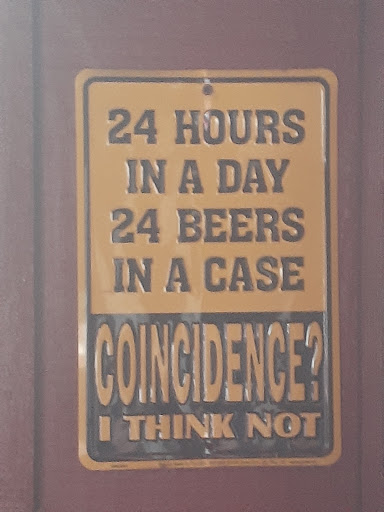 24 HOURS
IN A DAY
24 BEERS
IN A CASE
COINCIDENCE?
I THINK NOT